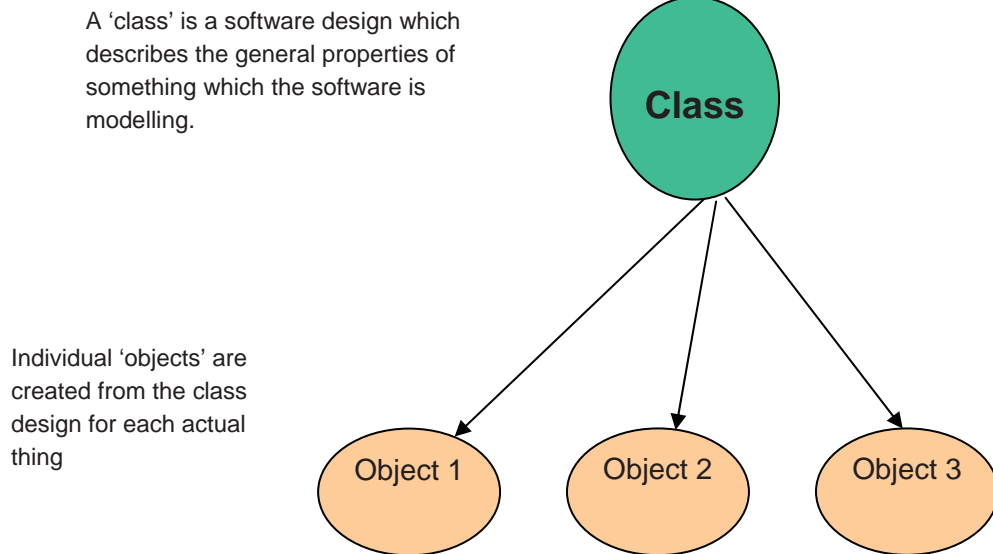 A ‘class’ is a software design which
describes the general properties of
something which the software is
modelling.
Class
Individual ‘objects’ are
created from the class
design for each actual
thing
Object 1
Object 2
Object 3